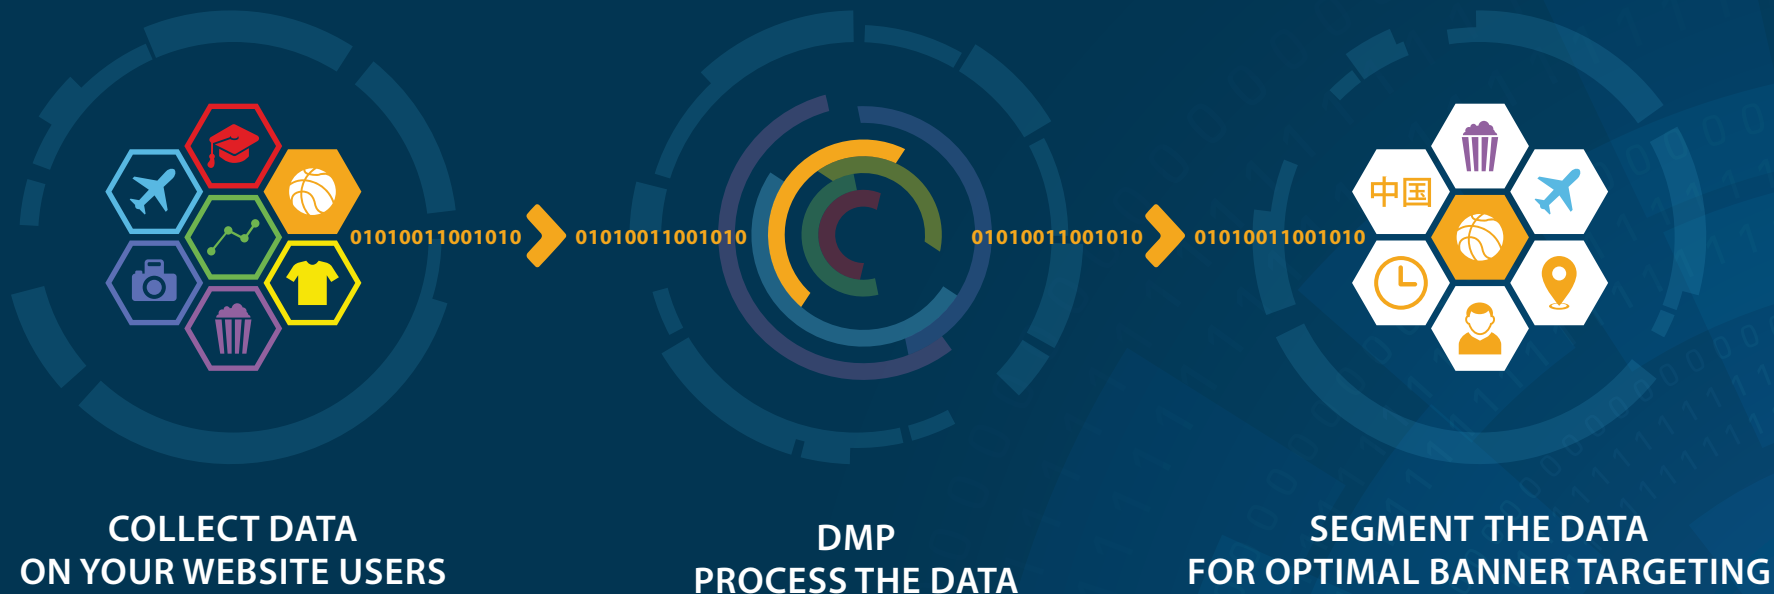 中国
01010011001010
01010011001010
01010011001010
01010011001010
COLLECT DATA
ON YOUR WEBSITE USERS
DMP
PROCESS THE DATA
SEGMENT THE DATA
FOR OPTIMAL BANNER TARGETING